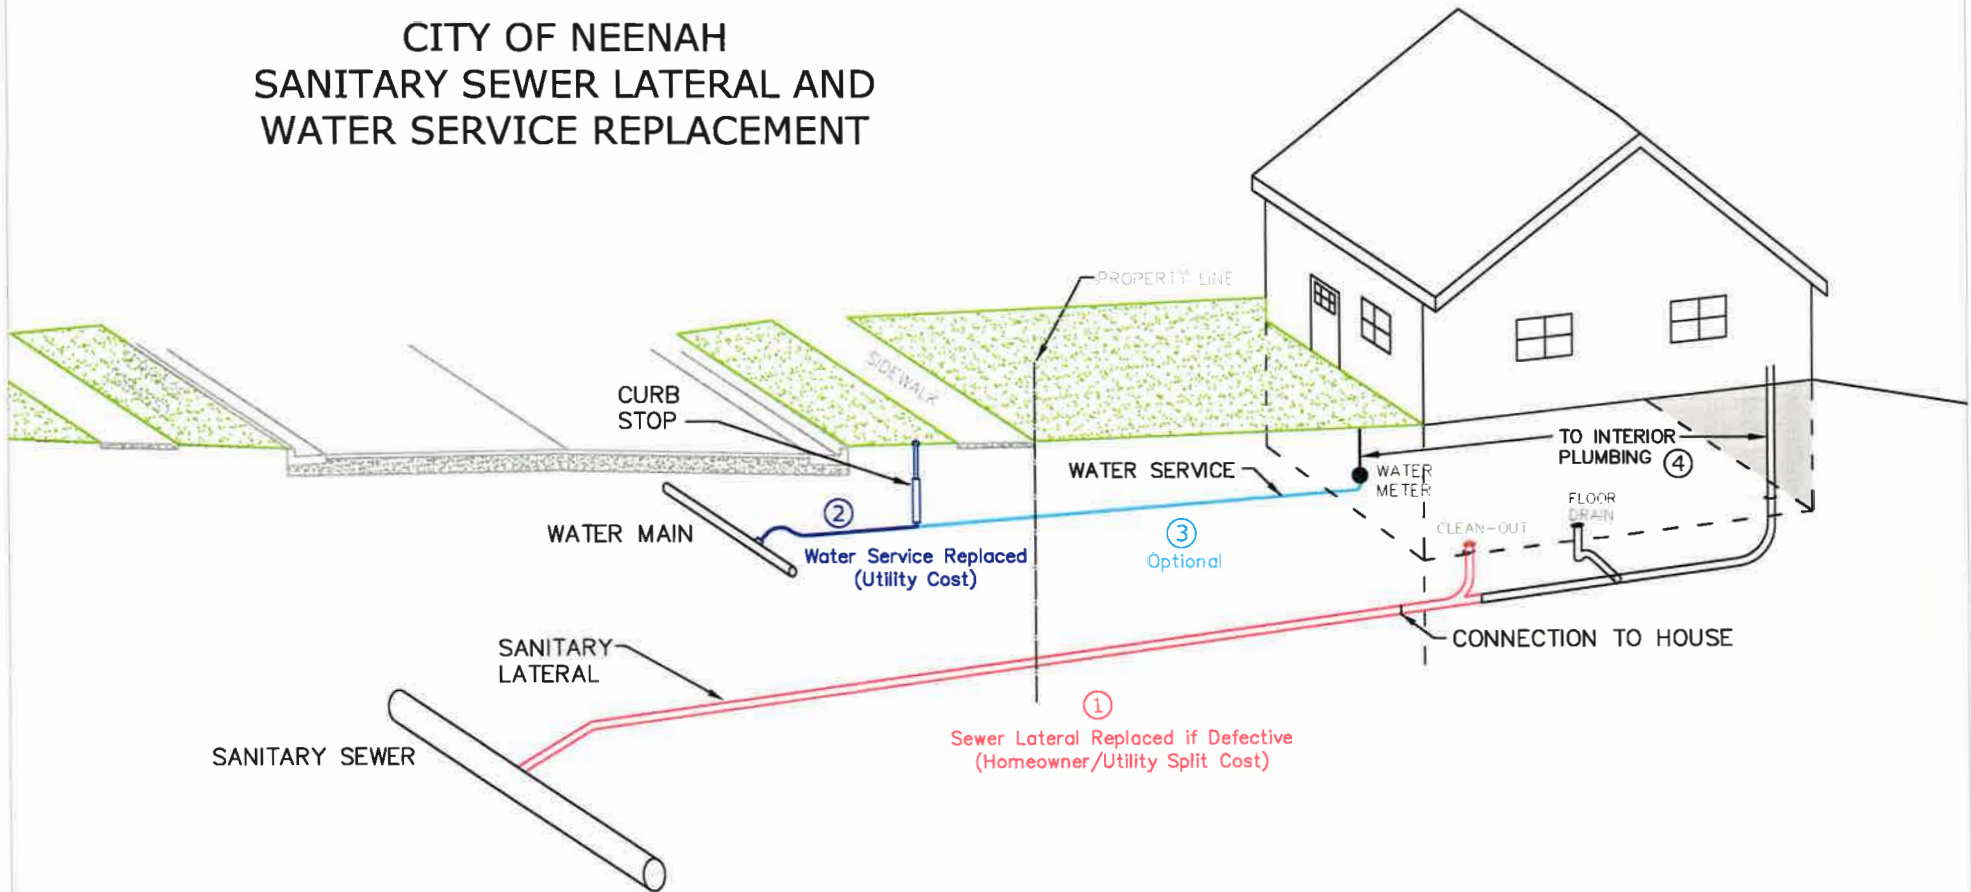 CITY OF NEENAH
SANITARY SEWER LATERAL AND
WATER SERVICE REPLACEMENT
PROPERTY LINE
SIDEWALK
CURB
STOP
TO INTERIOR
PLUMBING ④
WATER SERVICE
WATER
METER
FLOOR
DRAIN
WATER MAIN
②
Water Service Replaced
(Utility Cost)
③
Optional
CLEAN-OUT
SANITARY
LATERAL
CONNECTION TO HOUSE
①
Sewer Lateral Replaced if Defective
(Homeowner/Utility Split Cost)
SANITARY SEWER